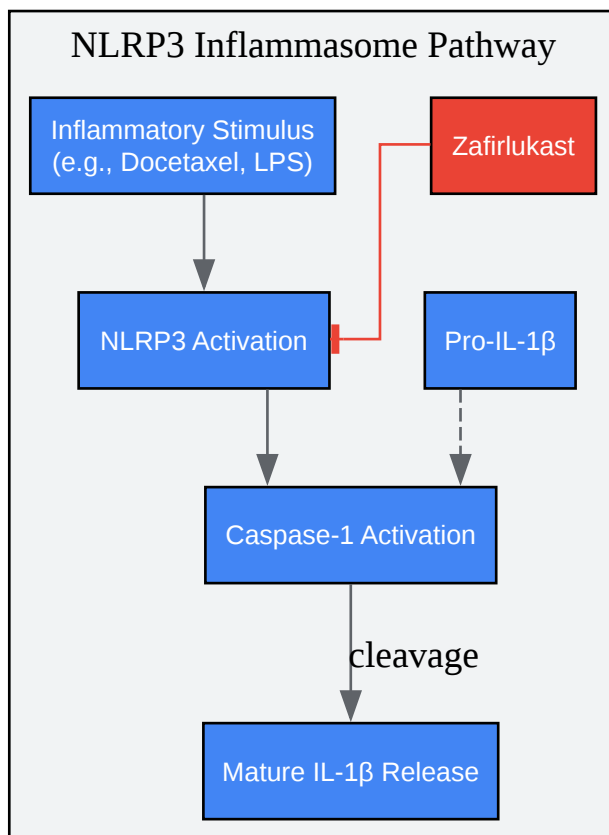 NLRP3 Inflammasome Pathway
Inflammatory Stimulus
(e.g., Docetaxel, LPS)
Zafirlukast
NLRP3 Activation
Pro-IL-1β
Caspase-1 Activation
cleavage
Mature IL-1β Release